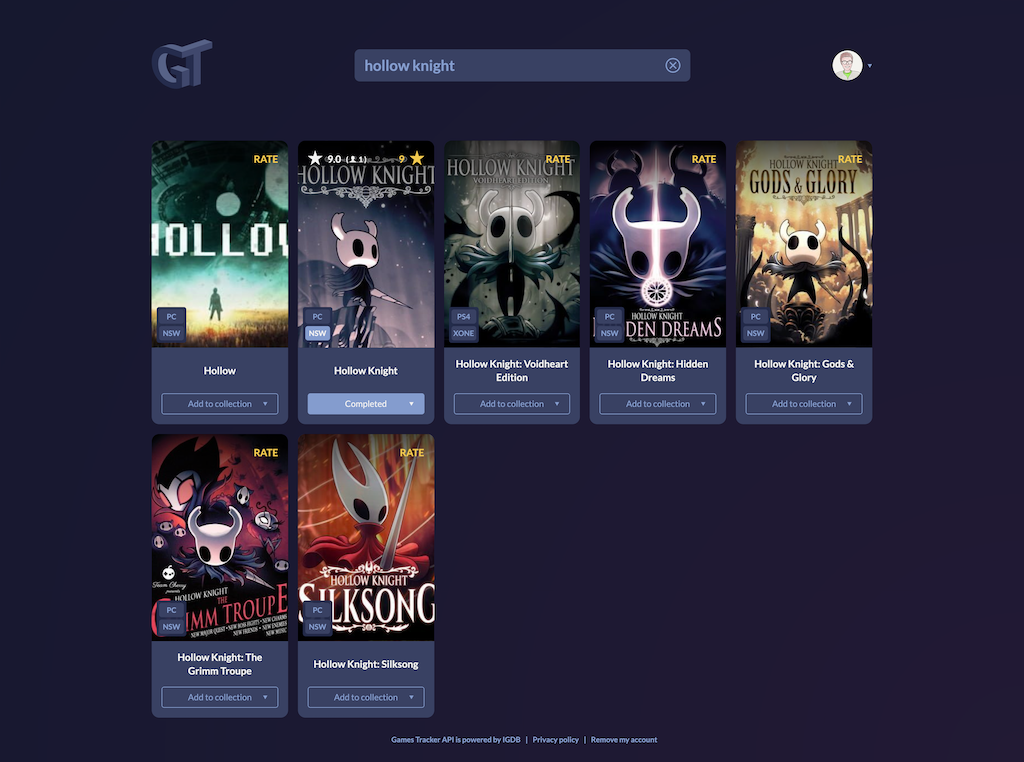 GT
hollow knight
RATE
HOLLOW
PC
NSW
Hollow
Add to collection
9.0 (1)
9
HOLLOW KNIGHT
PC
NSW
Hollow Knight
Completed
RATE
HOLLOW KNIGHT
VOIDHEART EDITION
PS4
XONE
Hollow Knight: Voidheart
Edition
Add to collection
RATE
HOLLOW KNIGHT
HIDDEN DREAMS
PC
NSW
Hollow Knight: Hidden
Dreams
Add to collection
RATE
HOLLOW KNIGHT
GODS & GLORY
PC
NSW
Hollow Knight: Gods &
Glory
Add to collection
RATE
Team Cherry
presents
HOLLOW KNIGHT
THE
GRIMM TROUPE
NEW MAJOR QUEST • NEW BOSS FIGHTS • NEW CHARMS
NEW FRIENDS • NEW ENEMIES
NEW MUSIC
PC
NSW
Hollow Knight: The
Grimm Troupe
Add to collection
RATE
HOLLOW KNIGHT
SILKSONG
PC
NSW
Hollow Knight: Silksong
Add to collection
Games Tracker API is powered by IGDB | Privacy policy | Remove my account